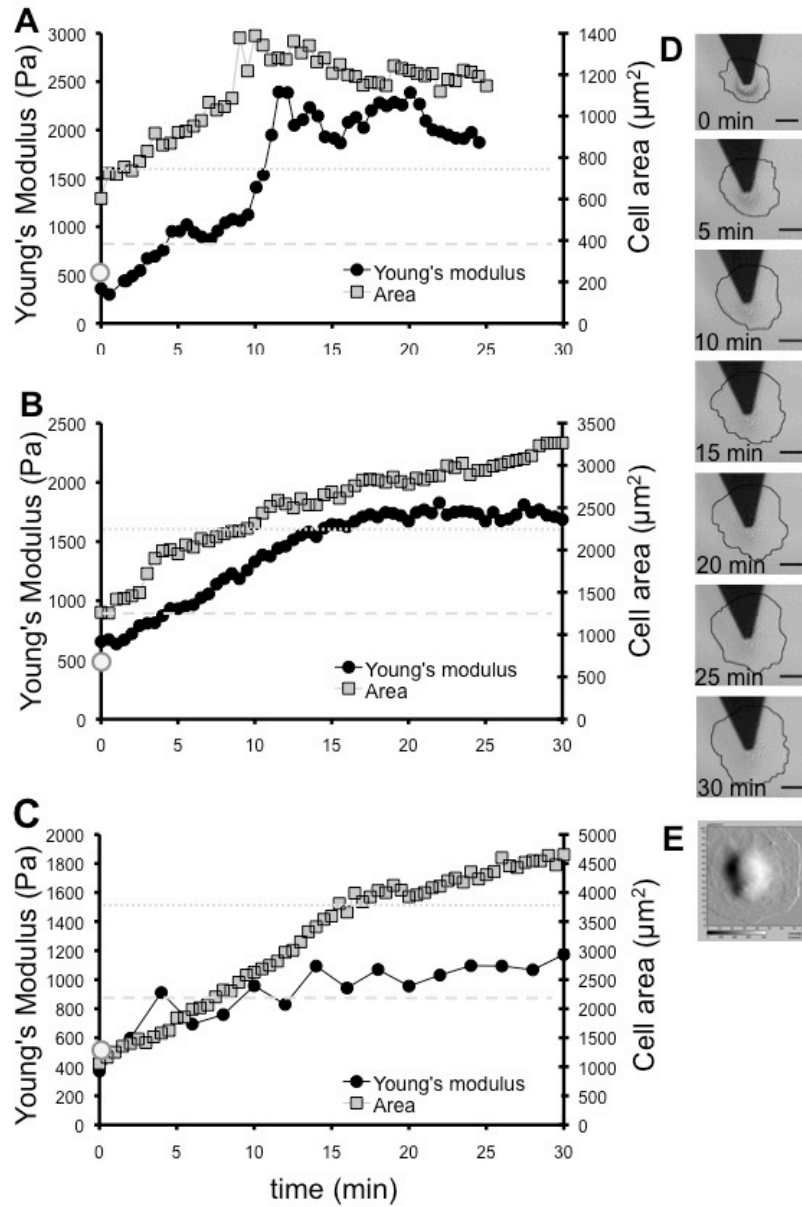 A
Young's Modulus (Pa)
3000
2500
2000
1500
1000
500
0
Cell area (µm²)
1400
1200
1000
800
600
400
200
0
Young's modulus
Area
0 5 10 15 20 25 30
B
Young's Modulus (Pa)
2500
2000
1500
1000
500
0
Cell area (µm²)
3500
3000
2500
2000
1500
1000
500
0
Young's modulus
Area
0 5 10 15 20 25 30
C
Young's Modulus (Pa)
2000
1800
1600
1400
1200
1000
800
600
400
200
0
Cell area (µm²)
5000
4500
4000
3500
3000
2500
2000
1500
1000
500
0
Young's modulus
Area
0 5 10 15 20 25 30
time (min)
D
0 min
5 min
10 min
15 min
20 min
25 min
30 min
E